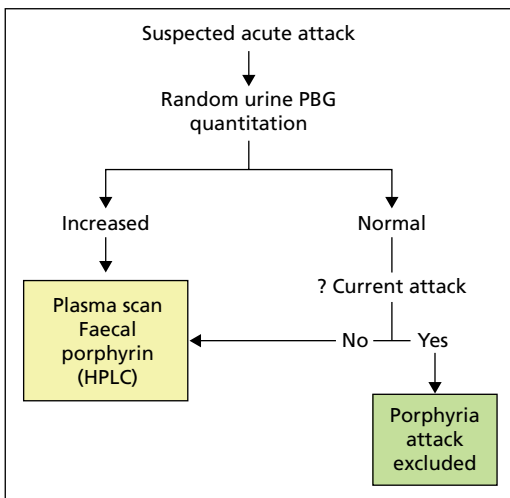 Suspected acute attack
Random urine PBG
quantitation
Increased
Normal
? Current attack
Plasma scan
Faecal
porphyrin
(HPLC)
No
Yes
Porphyria
attack
excluded